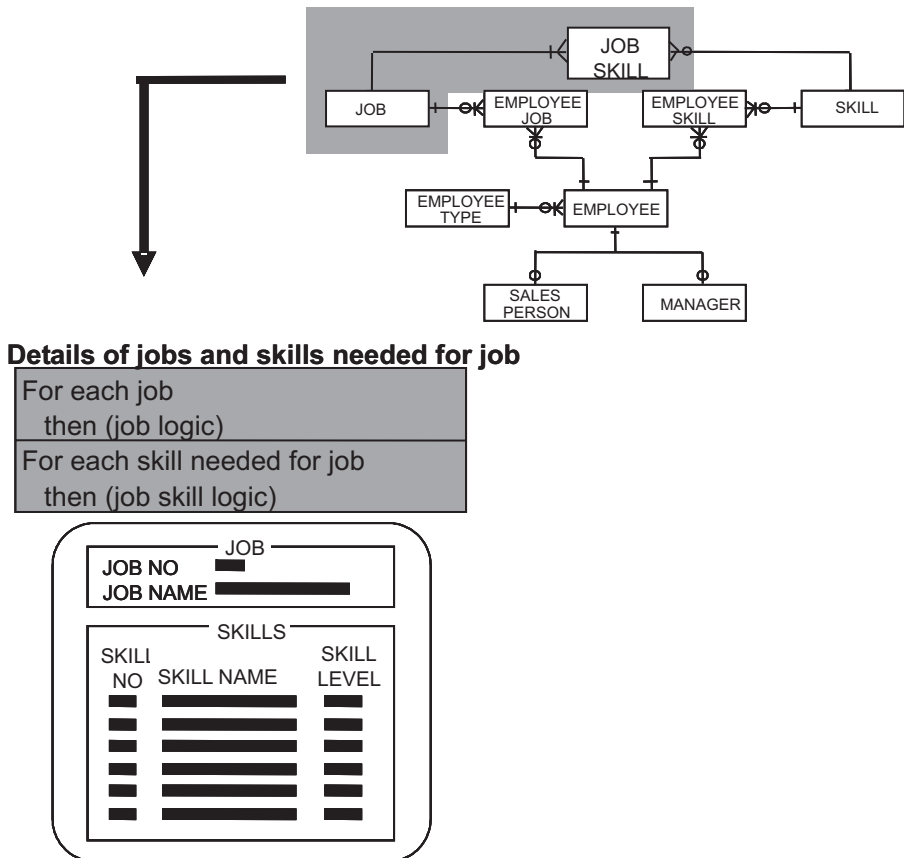 JOB
SKILL
JOB
EMPLOYEE
JOB
EMPLOYEE
SKILL
SKILL
EMPLOYEE
TYPE
EMPLOYEE
SALES
PERSON
MANAGER
Details of jobs and skills needed for job
For each job
then (job logic)
For each skill needed for job
then (job skill logic)
JOB
JOB NO
JOB NAME
SKILLS
SKILL
NO
SKILL NAME
SKILL
LEVEL